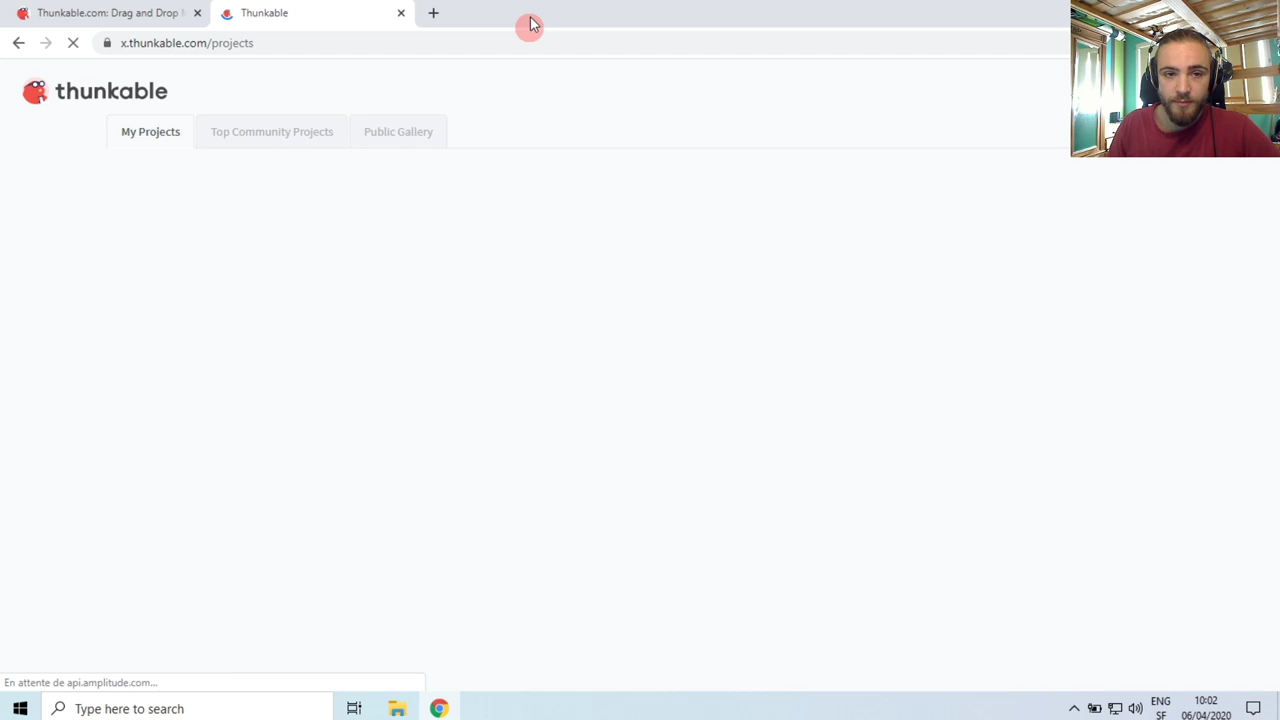 Thunkable.com: Drag and Drop
Thunkable
x.thunkable.com/projects
thunkable
My Projects
Top Community Projects
Public Gallery
En attente de api.amplitude.com...
Type here to search
ENG
SF
10:02
06/04/2020